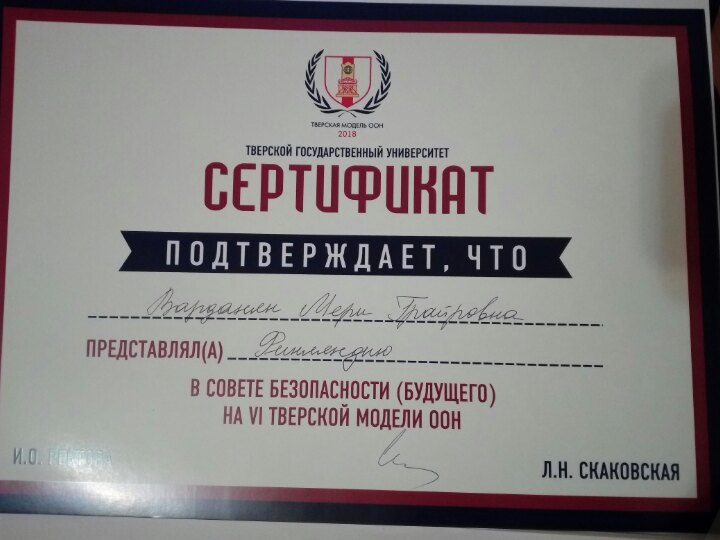 ТВЕРСКАЯ МОДЕЛЬ ООН
2018
ТВЕРСКОЙ ГОСУДАРСТВЕННЫЙ УНИВЕРСИТЕТ
СЕРТИФИКАТ
ПОДТВЕРЖДАЕТ, ЧТО
Варданян Мери Грайровна
ПРЕДСТАВЛЯЛ(А) Финляндию
В СОВЕТЕ БЕЗОПАСНОСТИ (БУДУЩЕГО)
НА VI ТВЕРСКОЙ МОДЕЛИ ООН
И.О. РЕКТОРА
Л.Н. СКАКОВСКАЯ